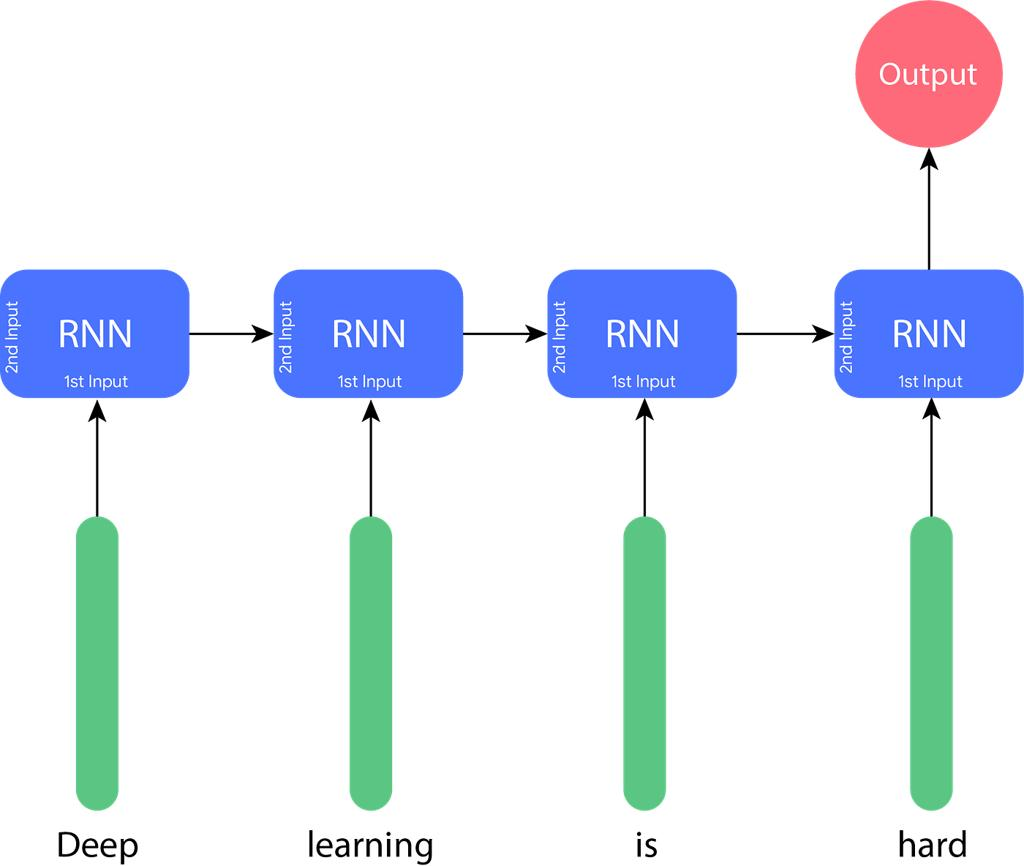 Output
RNN
2nd Input
1st Input
RNN
2nd Input
1st Input
RNN
2nd Input
1st Input
RNN
2nd Input
1st Input
Deep learning is hard